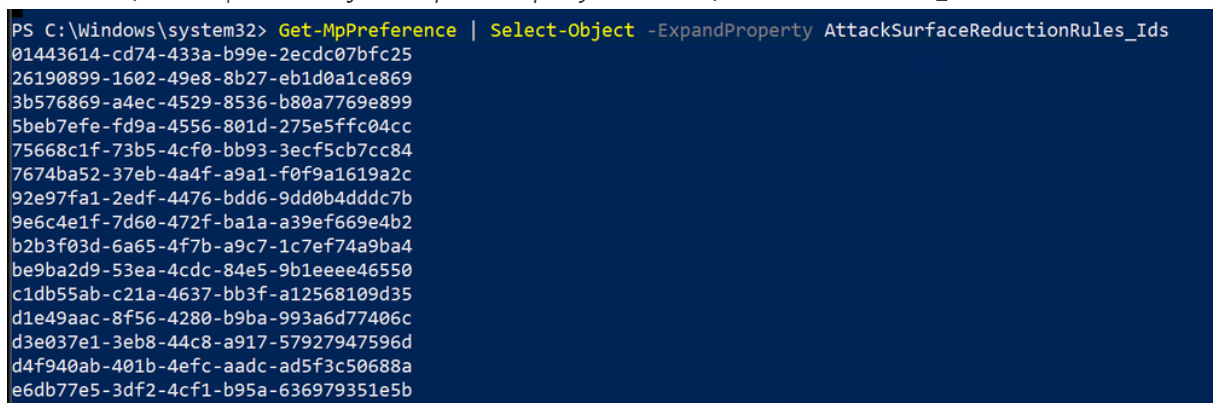 PS C:\Windows\system32> Get-MpPreference | Select-Object -ExpandProperty AttackSurfaceReductionRules_Ids
01443614-cd74-433a-b99e-2ecdc07bfc25
26190899-1602-49e8-8b27-eb1d0a1ce869
3b576869-a4ec-4529-8536-b80a7769e899
5beb7efe-fd9a-4556-801d-275e5ffc04cc
75668c1f-73b5-4cf0-bb93-3ecf5cb7cc84
7674ba52-37eb-4a4f-a9a1-f0f9a1619a2c
92e97fa1-2edf-4476-bdd6-9dd0b4dddc7b
9e6c4e1f-7d60-472f-ba1a-a39ef669e4b2
b2b3f03d-6a65-4f7b-a9c7-1c7ef74a9ba4
be9ba2d9-53ea-4cdc-84e5-9b1eeee46550
c1db55ab-c21a-4637-bb3f-a12568109d35
d1e49aac-8f56-4280-b9ba-993a6d77406c
d3e037e1-3eb8-44c8-a917-57927947596d
d4f940ab-401b-4efc-aadc-ad5f3c50688a
e6db77e5-3df2-4cf1-b95a-636979351e5b